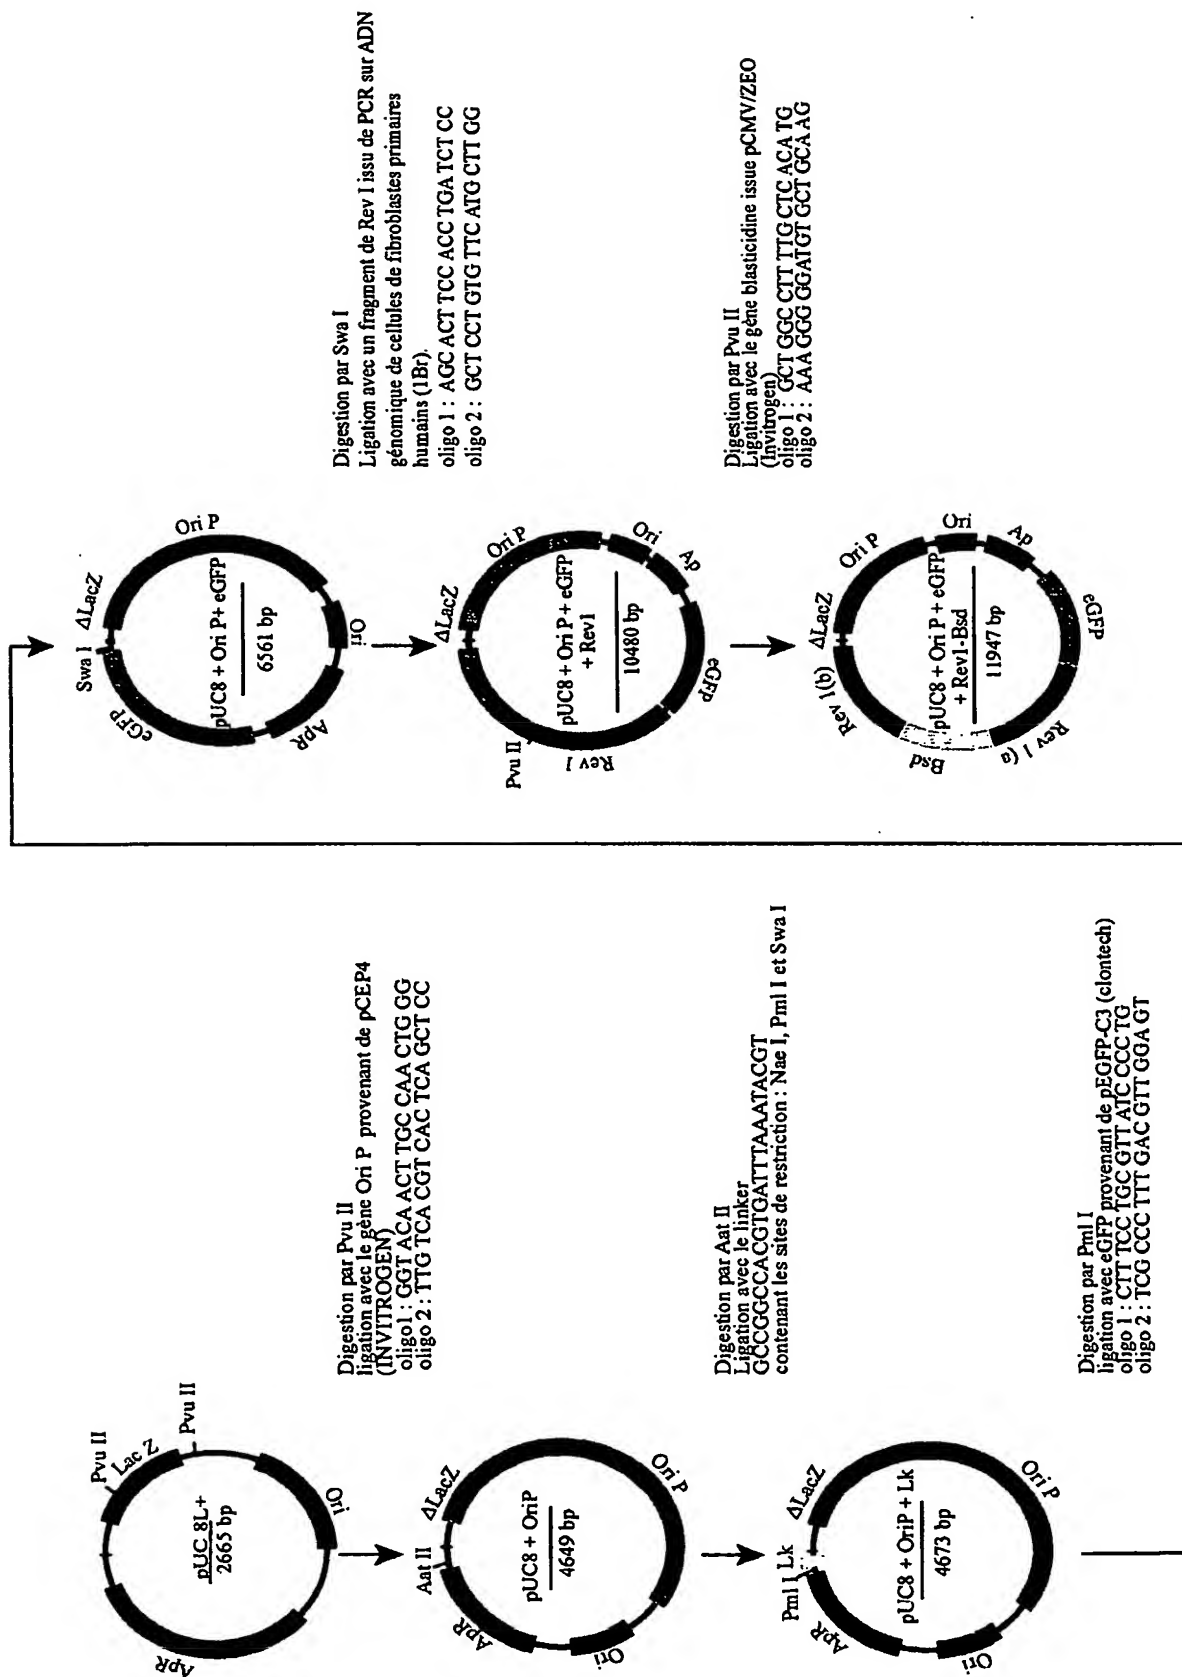 Pvu II
Lac Z
Pvu II
pUC 8L+
2665 bp
ApR
Ori
Digestion par Pvu II
ligation avec le gène Ori P provenant de pCEP4
(INVITROGEN)
oligo1 : GGT ACA ACT TGC CAA CTG GG
oligo 2 : TTG TCA CGT CAC TCA GCT CC
Aat II
ΔLacZ
pUC8 + OriP
4649 bp
ApR
Ori
Ori P
Digestion par Aat II
Ligation avec le linker
GCCGGCCACGTGATTTAAATACGT
contenant les sites de restriction : Nae I, Pml I et Swa I
Pml I
Lk
ΔLacZ
pUC8 + OriP + Lk
4673 bp
ApR
Ori
Ori P
Digestion par Pml I
ligation avec eGFP provenant de pEGFP-C3 (clontech)
oligo 1 : CTT TCC TGC GTT ATC CCC TG
oligo 2 : TCG CCC TTT GAC GTT GGA GT
Swa I
ΔLacZ
eGFP
Ori P
pUC8 + Ori P+ eGFP
6561 bp
ApR
Ori
Digestion par Swa I
Ligation avec un fragment de Rev 1 issu de PCR sur ADN
génomique de cellules de fibroblastes primaires
humains (1Br).
oligo 1 : AGC ACT TCC ACC TGA TCT CC
oligo 2 : GCT CCT GTG TTC ATG CTT GG
ΔLacZ
Ori P
Pvu II
pUC8 + Ori P + eGFP
+ Rev1
10480 bp
Rev 1
Ori
Ap
eGFP
Digestion par Pvu II
Ligation avec le gène blasticidine issue pCMV/ZEO
(Invitrogen)
oligo 1 : GCT GGC CTT TTG CTC ACA TG
oligo 2 : AAA GGG GGATGT GCT GCA AG
ΔLacZ
Rev 1(b)
Ori P
pUC8 + Ori P + eGFP
+ Rev1-Bsd
11947 bp
Bsd
Rev 1 (a)
Ori
Ap
eGFP